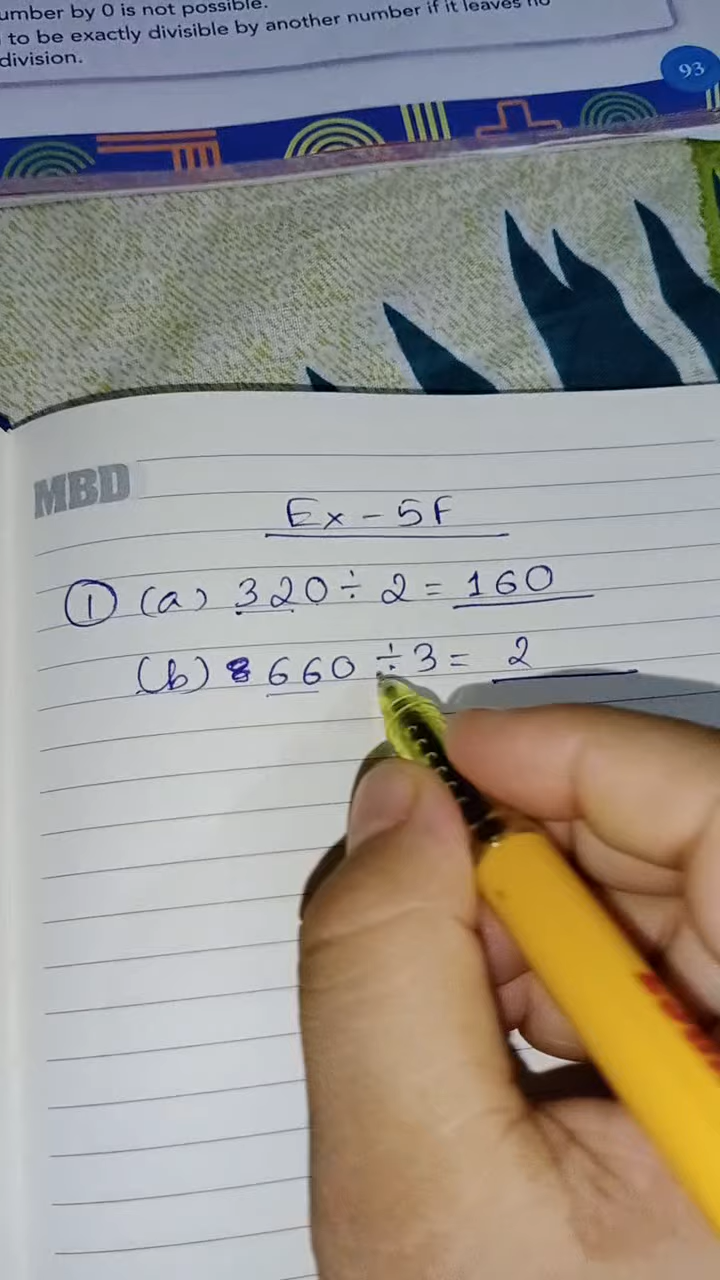 umber by 0 is not possible.
to be exactly divisible by another number if it leaves no
division.
93
MBD
Ex - 5F
1 (a) 320 ÷ 2 = 160
(b) 660 ÷ 3 = 2